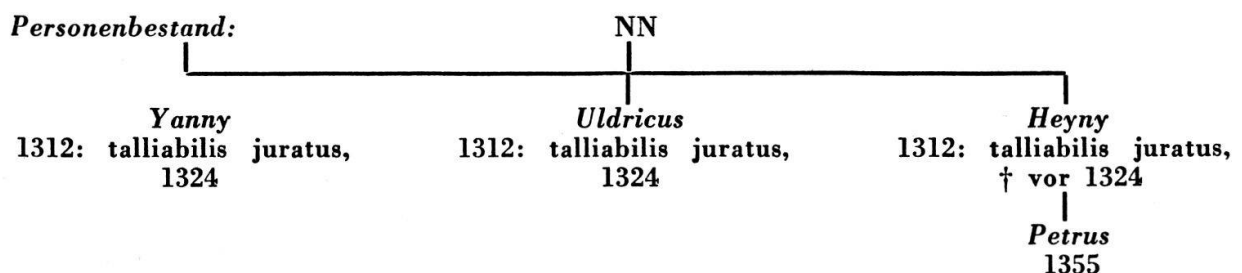 Personenbestand: NN
Yanny Uldricus Heyny
1312: talliabilis juratus, 1312: talliabilis juratus, 1312: talliabilis juratus,
1324 1324 † vor 1324
Petrus
1355